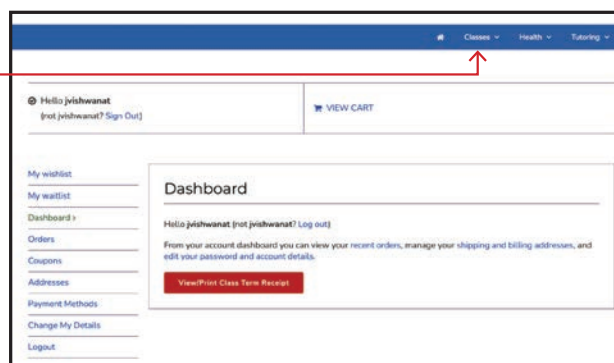 Classes Health Tutoring
Hello jvishwanat
(not jvishwanat? Sign Out)
VIEW CART
My wishlist
My waitlist
Dashboard >
Orders
Coupons
Addresses
Payment Methods
Change My Details
Logout
Dashboard
Hello jvishwanat (not jvishwanat? Log out)
From your account dashboard you can view your recent orders, manage your shipping and billing addresses, and
edit your password and account details.
View/Print Class Term Receipt